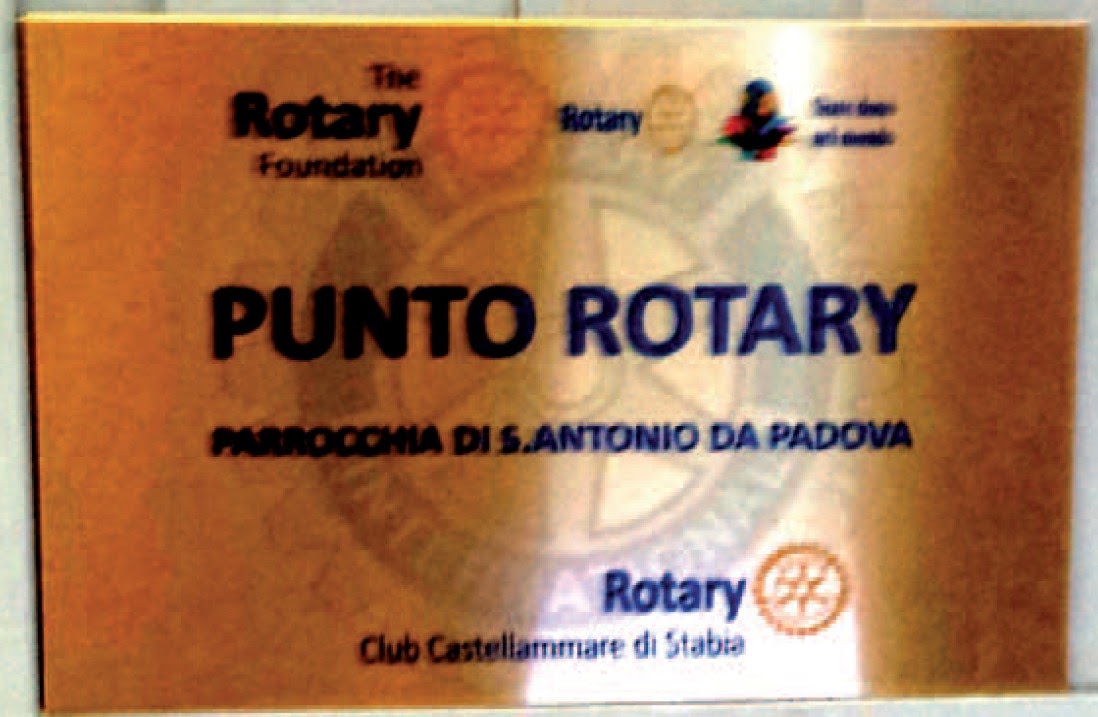 The
Rotary
Foundation
Rotary
PUNTO ROTARY
PARROCCHIA DI S.ANTONIO DA PADOVA
Rotary
Club Castellammare di Stabia